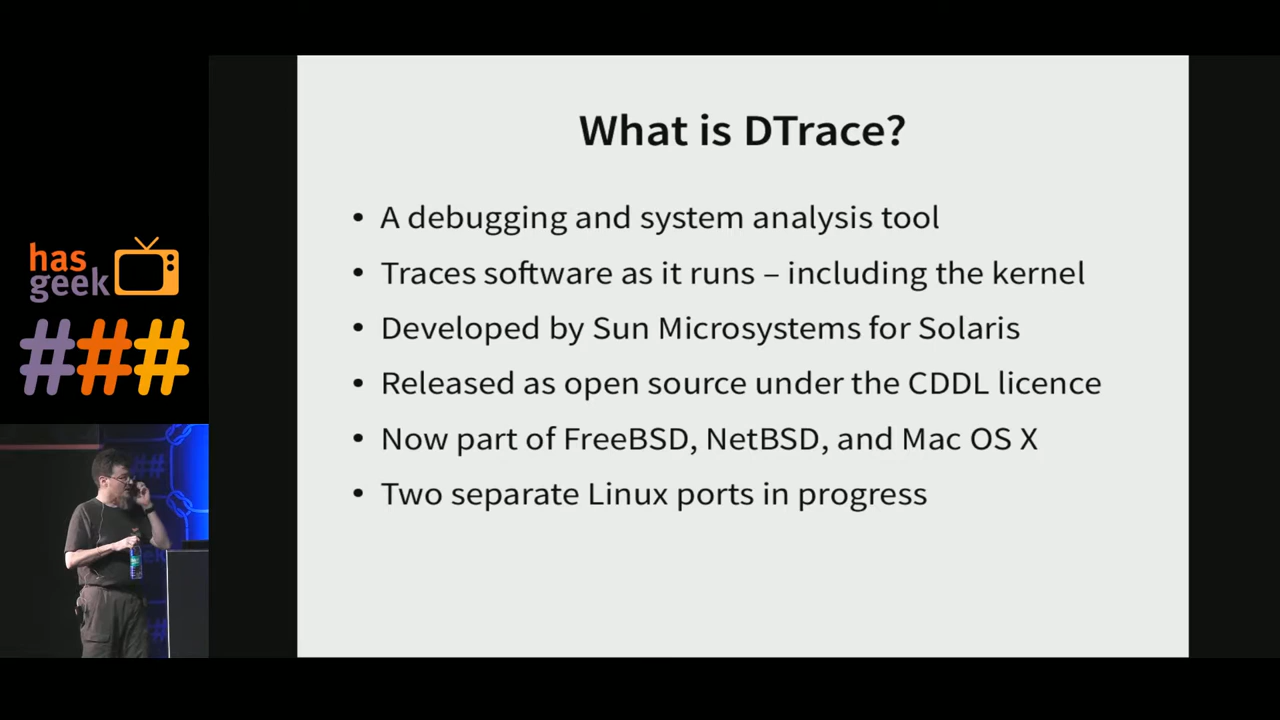 What is DTrace?
• A debugging and system analysis tool
• Traces software as it runs – including the kernel
• Developed by Sun Microsystems for Solaris
• Released as open source under the CDDL licence
• Now part of FreeBSD, NetBSD, and Mac OS X
• Two separate Linux ports in progress
has
geek
###